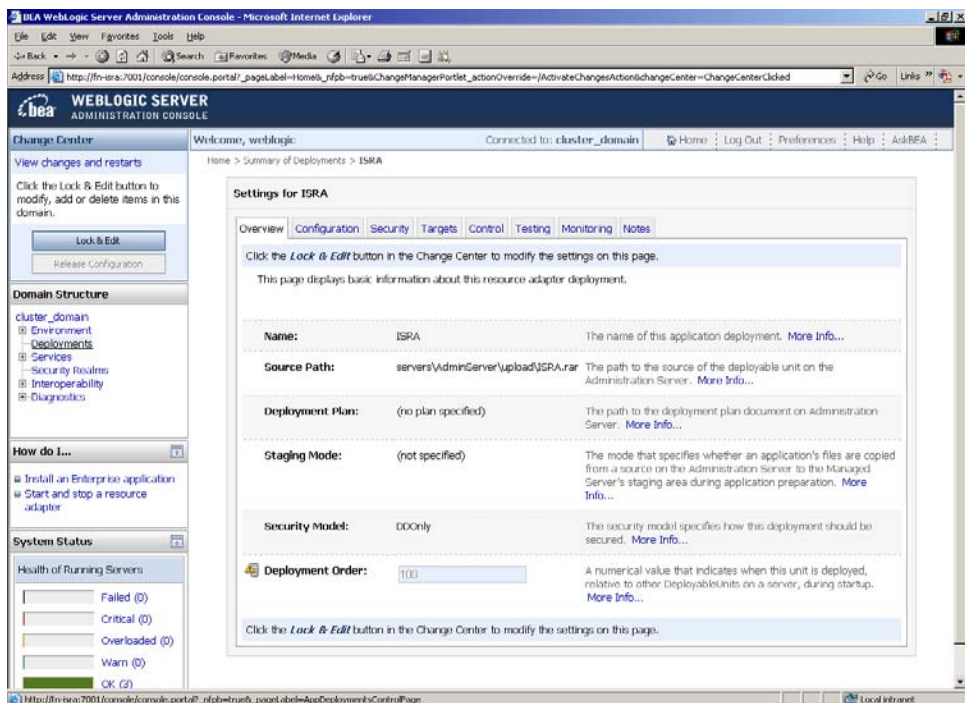 BEA WebLogic Server Administration Console - Microsoft Internet Explorer
File Edit View Favorites Tools Help
Back Search Favorites Media
Address http://fn-isra:7001/console/console.portal?_pageLabel=Home&_nfpb=true&ChangeManagerPortlet_actionOverride=/ActivateChangesAction&changeCenter=ChangeCenterClicked Go Links »
bea WEBLOGIC SERVER
ADMINISTRATION CONSOLE
Change Center
View changes and restarts
Click the Lock & Edit button to
modify, add or delete items in this
domain.
Lock & Edit
Release Configuration
Domain Structure
cluster_domain
Environment
Deployments
Services
Security Realms
Interoperability
Diagnostics
How do I...
Install an Enterprise application
Start and stop a resource
adapter
System Status
Health of Running Servers
Failed (0)
Critical (0)
Overloaded (0)
Warn (0)
OK (3)
Welcome, weblogic Connected to: cluster_domain Home Log Out Preferences Help AskBEA
Home > Summary of Deployments > ISRA
Settings for ISRA
Overview Configuration Security Targets Control Testing Monitoring Notes
Click the Lock & Edit button in the Change Center to modify the settings on this page.
This page displays basic information about this resource adapter deployment.
Name: ISRA The name of this application deployment. More Info...
Source Path: servers\AdminServer\upload\ISRA.rar The path to the source of the deployable unit on the
Administration Server. More Info...
Deployment Plan: (no plan specified) The path to the deployment plan document on Administration
Server. More Info...
Staging Mode: (not specified) The mode that specifies whether an application's files are copied
from a source on the Administration Server to the Managed
Server's staging area during application preparation. More
Info...
Security Model: DDOnly The security model specifies how this deployment should be
secured. More Info...
Deployment Order: 100 A numerical value that indicates when this unit is deployed,
relative to other DeployableUnits on a server, during startup.
More Info...
Click the Lock & Edit button in the Change Center to modify the settings on this page.
http://fn-isra:7001/console/console.portal?_nfpb=true&_pageLabel=AppDeploymentsControlPage Local intranet